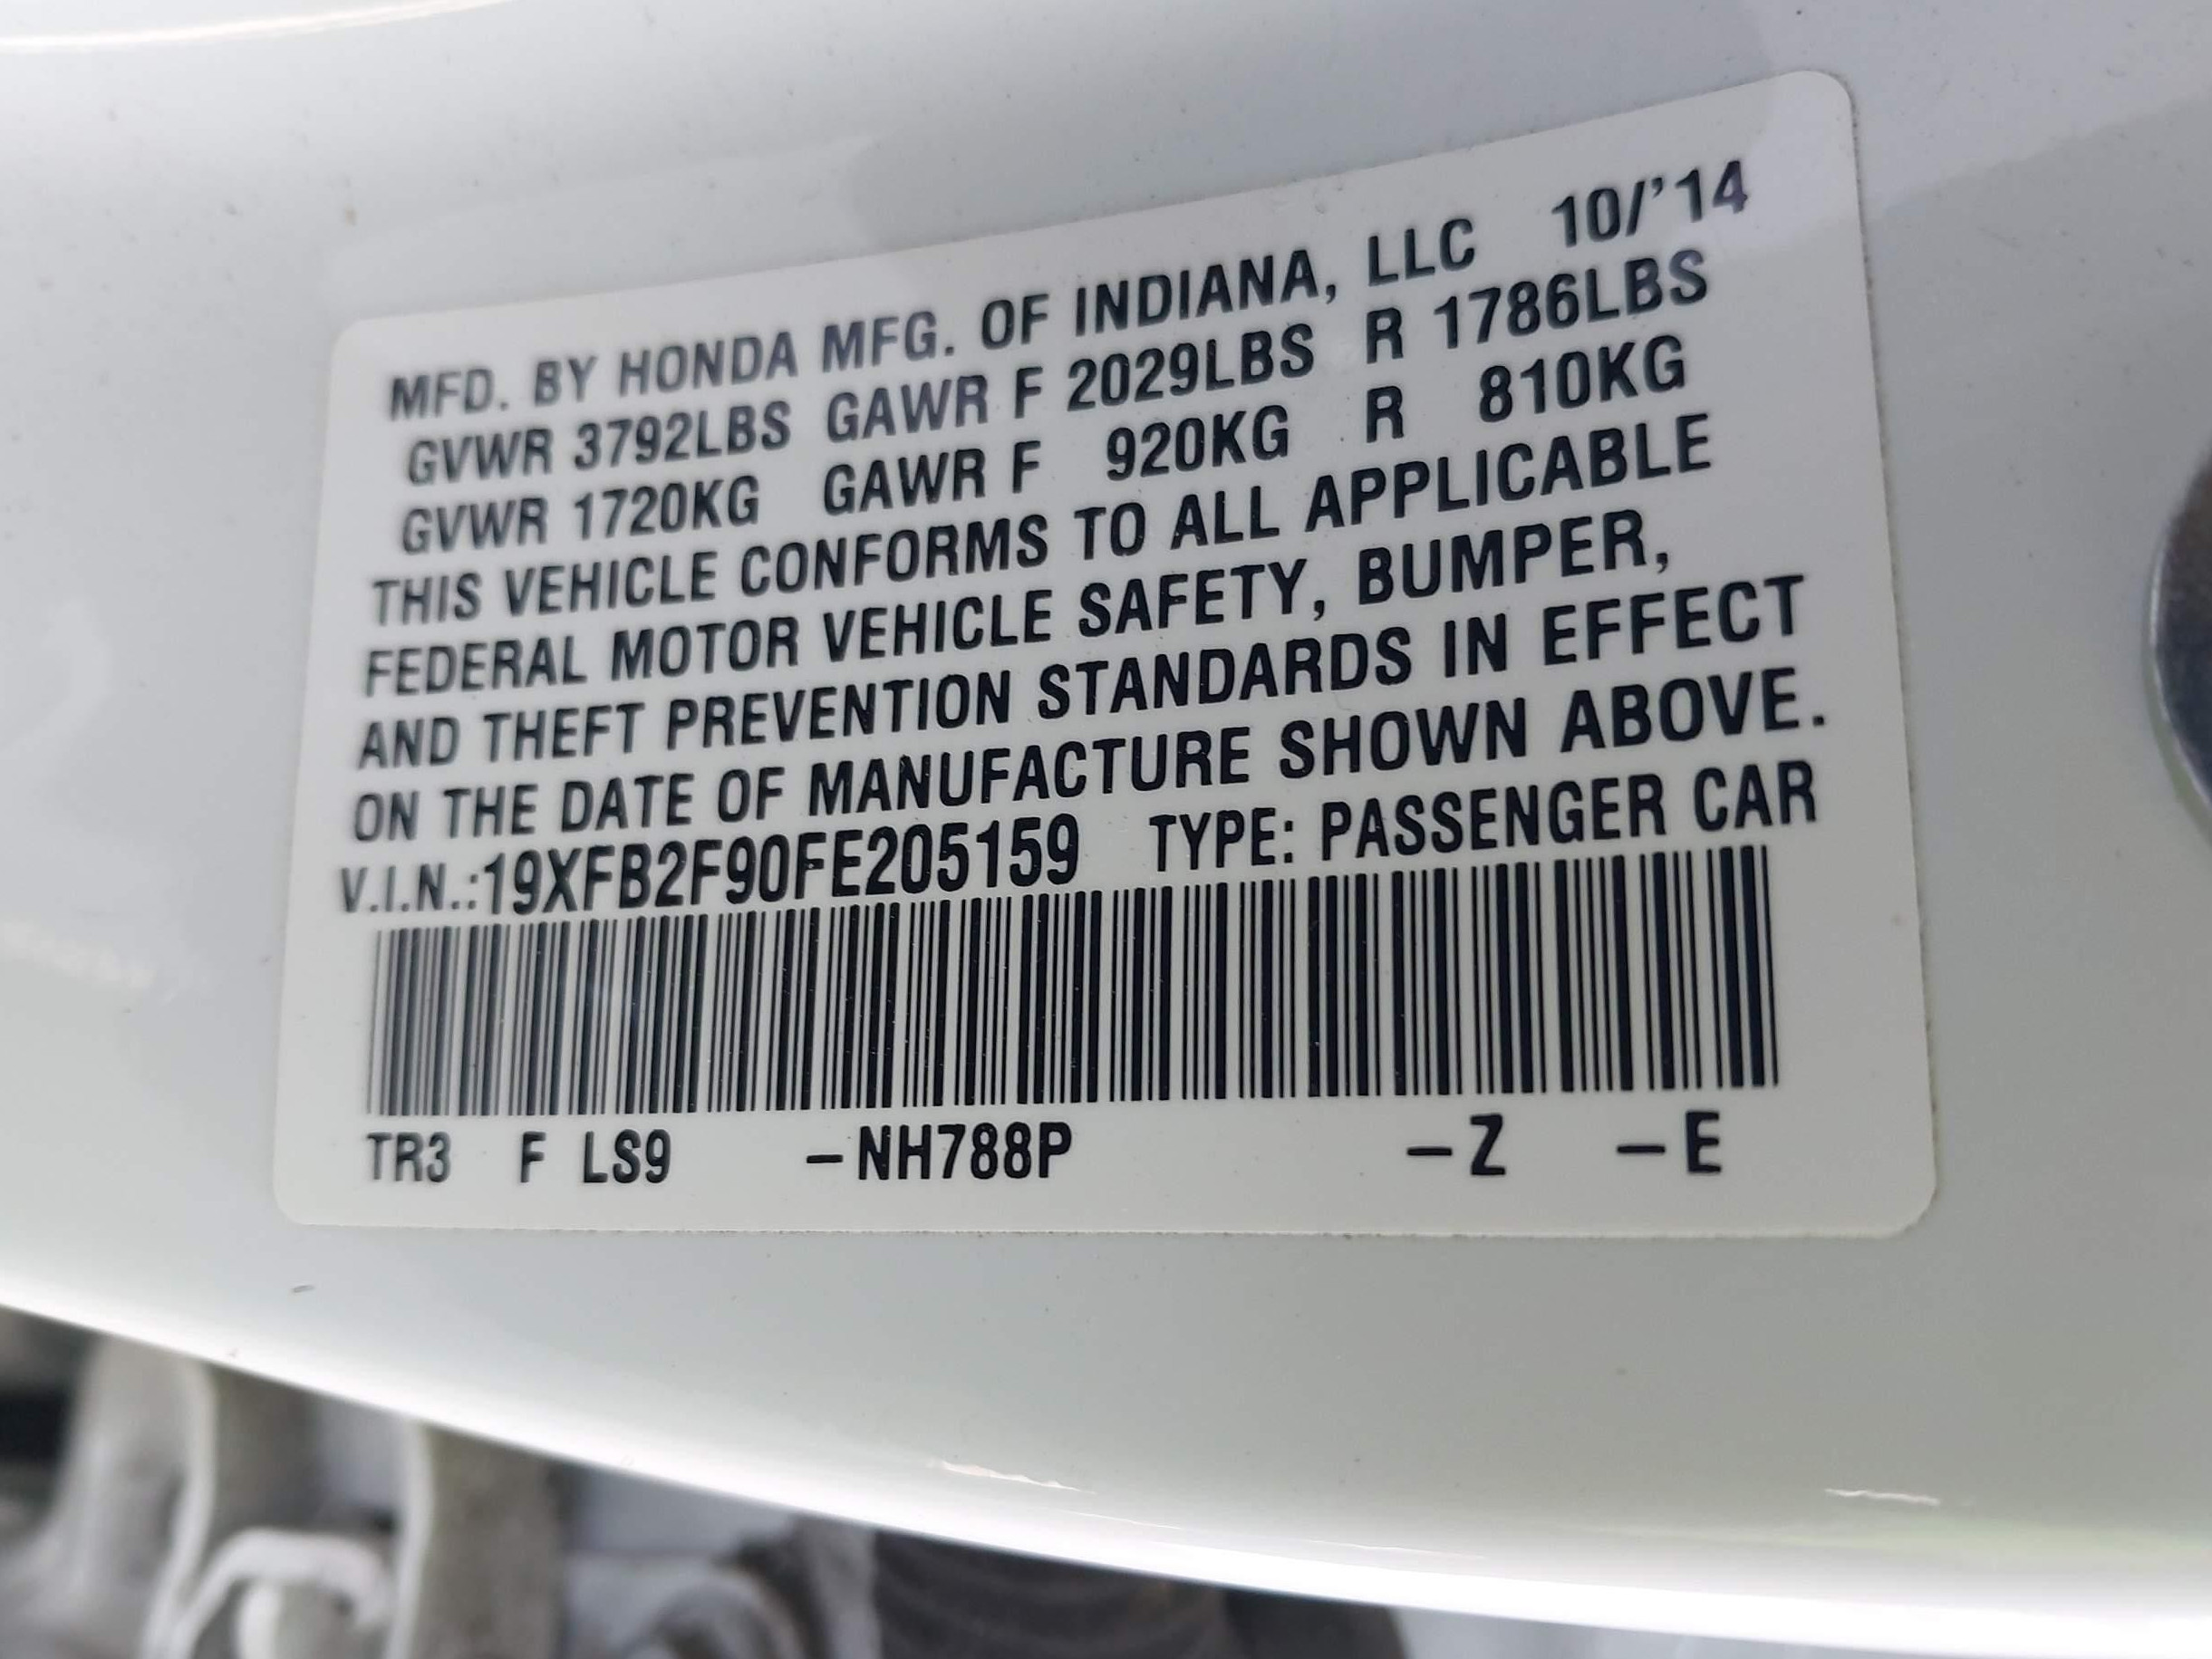 MFD. BY HONDA MFG. OF INDIANA, LLC 10/'14
GVWR 3792LBS GAWR F 2029LBS R 1786LBS
GVWR 1720KG GAWR F 920KG R 810KG
THIS VEHICLE CONFORMS TO ALL APPLICABLE
FEDERAL MOTOR VEHICLE SAFETY, BUMPER,
AND THEFT PREVENTION STANDARDS IN EFFECT
ON THE DATE OF MANUFACTURE SHOWN ABOVE.
V.I.N.:19XFB2F90FE205159 TYPE: PASSENGER CAR
TR3 F LS9 –NH788P –Z –E